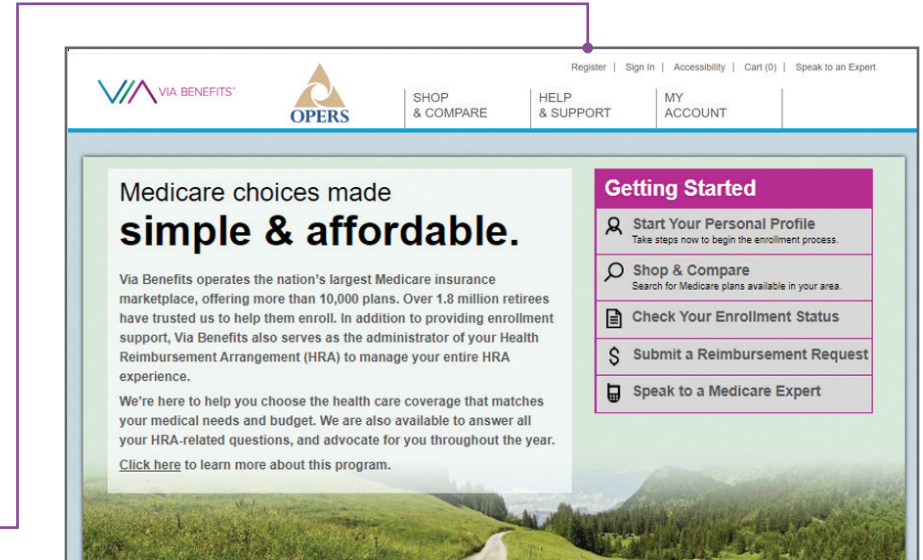 Register | Sign In | Accessibility | Cart (0) | Speak to an Expert
VIA VIA BENEFITS™
OPERS
SHOP
& COMPARE
HELP
& SUPPORT
MY
ACCOUNT
Medicare choices made
simple & affordable.
Via Benefits operates the nation's largest Medicare insurance
marketplace, offering more than 10,000 plans. Over 1.8 million retirees
have trusted us to help them enroll. In addition to providing enrollment
support, Via Benefits also serves as the administrator of your Health
Reimbursement Arrangement (HRA) to manage your entire HRA
experience.
We're here to help you choose the health care coverage that matches
your medical needs and budget. We are also available to answer all
your HRA-related questions, and advocate for you throughout the year.
Click here to learn more about this program.
Getting Started
Start Your Personal Profile
Take steps now to begin the enrollment process.
Shop & Compare
Search for Medicare plans available in your area.
Check Your Enrollment Status
Submit a Reimbursement Request
Speak to a Medicare Expert